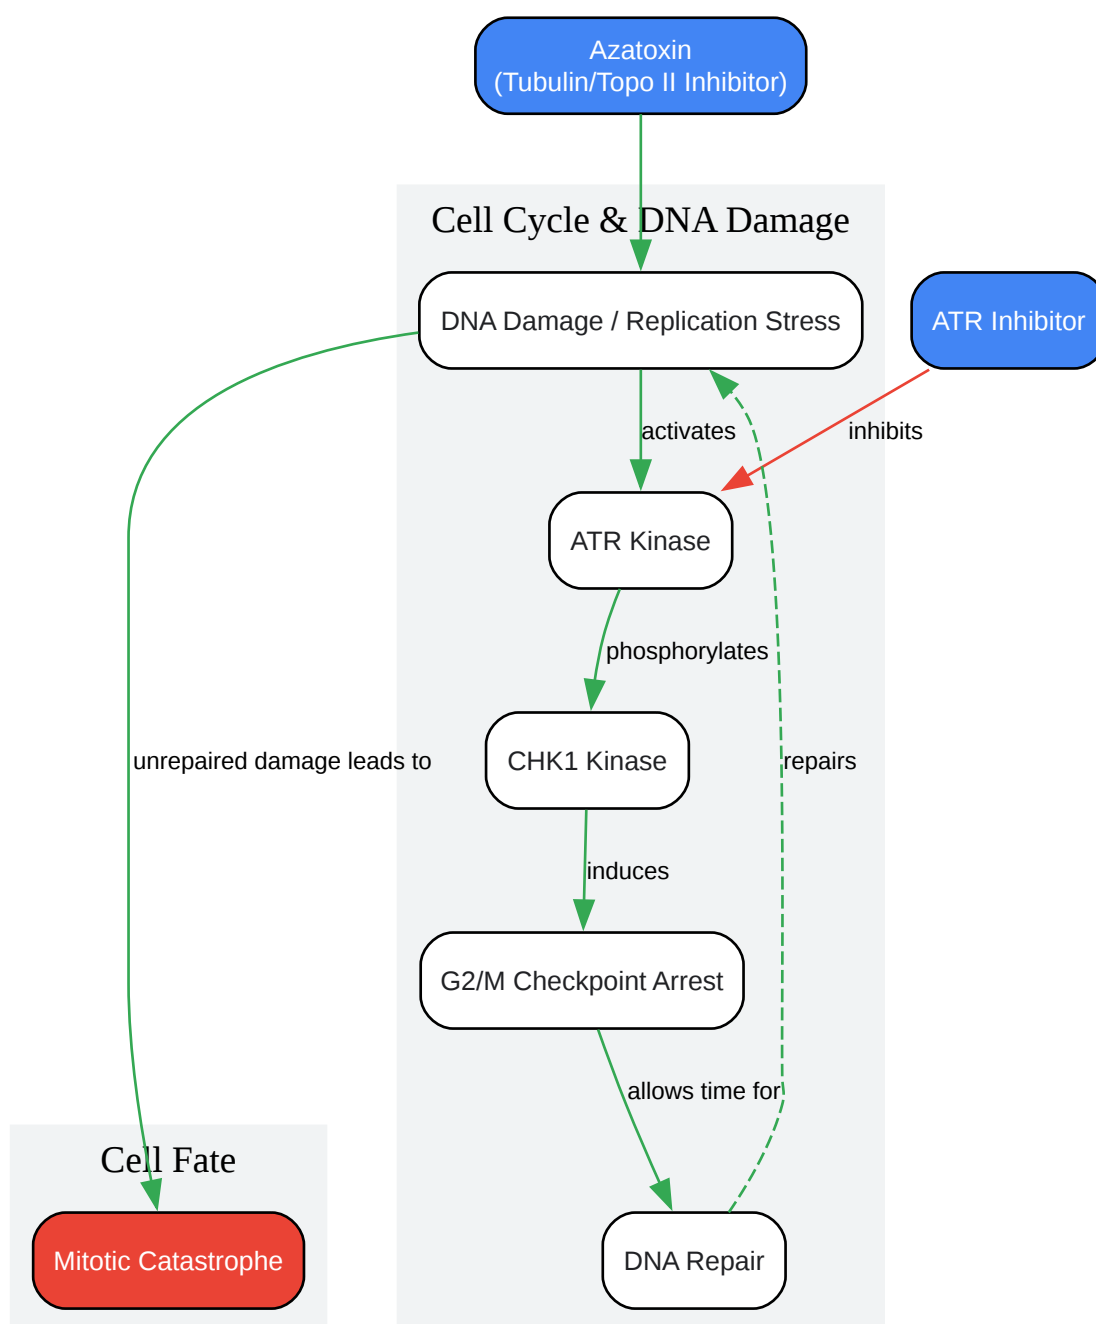 Azatoxin
(Tubulin/Topo II Inhibitor)
Cell Cycle & DNA Damage
DNA Damage / Replication Stress
ATR Inhibitor
activates
inhibits
ATR Kinase
phosphorylates
CHK1 Kinase
unrepaired damage leads to
repairs
induces
G2/M Checkpoint Arrest
allows time for
Cell Fate
Mitotic Catastrophe
DNA Repair